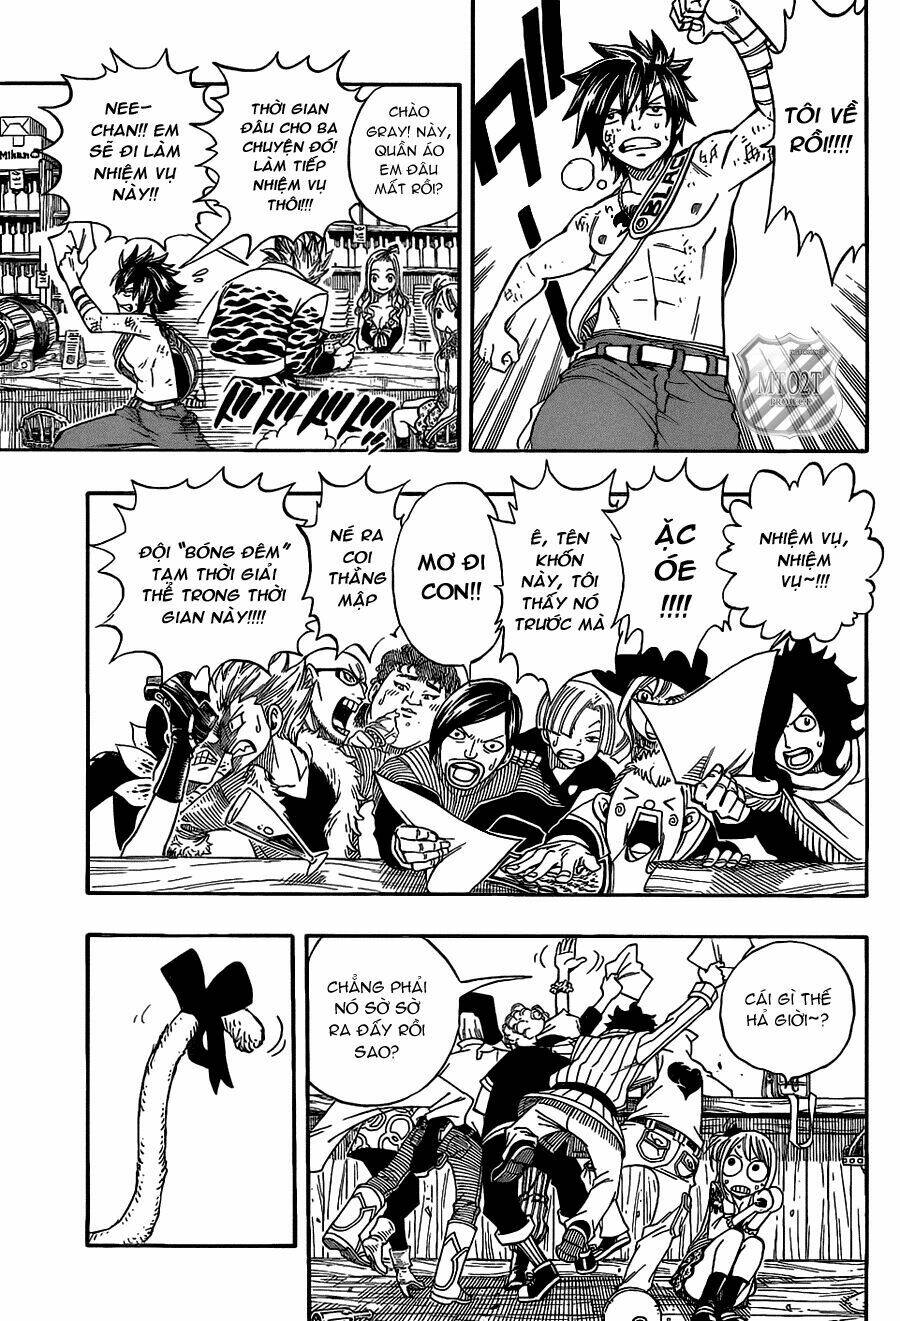 TÔI VỀ
RỒI!!!!
BLAC
CHÀO
GRAY! NÀY,
QUẦN ÁO
EM ĐÂU
MẤT RỒI?
THỜI GIAN
ĐÂU CHO BA
CHUYỆN ĐÓ!
LÀM TIẾP
NHIỆM VỤ
THÔI!!!
NEE-
CHAN!! EM
SẼ ĐI LÀM
NHIỆM VỤ
NÀY!!
Mikan
MT02T
PROJECT
NHIỆM VỤ,
NHIỆM
VỤ~!!!
ẶC
ÓE
!!!!
Ê, TÊN
KHỐN
NÀY, TÔI
THẤY NÓ
TRƯỚC MÀ
MƠ ĐI
CON!!
NÉ RA
COI
THẰNG
MẬP
ĐỘI "BÓNG ĐÊM"
TẠM THỜI GIẢI
THỂ TRONG THỜI
GIAN NÀY!!!!
CÁI GÌ THẾ
HẢ GIỜI~?
CHẲNG PHẢI
NÓ SỜ SỜ
RA ĐẤY RỒI
SAO?